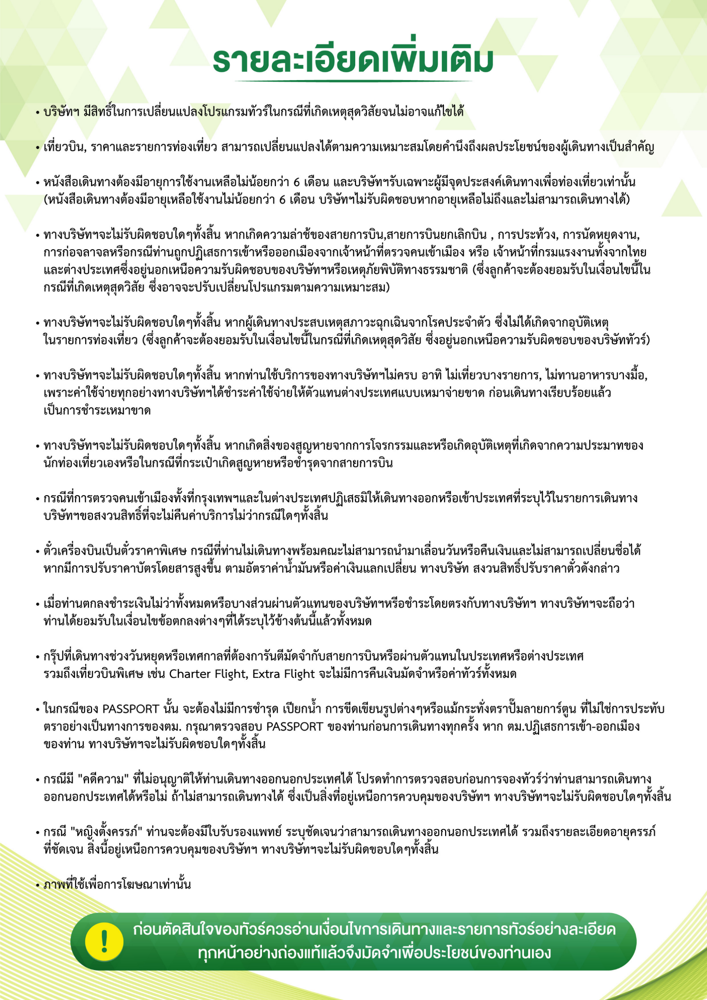 รายละเอียดเพิ่มเติม
• บริษัทฯ มีสิทธิ์ในการเปลี่ยนแปลงโปรแกรมทัวร์ในกรณีที่เกิดเหตุสุดวิสัยจนไม่อาจแก้ไขได้
• เที่ยวบิน, ราคาและรายการท่องเที่ยว สามารถเปลี่ยนแปลงได้ตามความเหมาะสมโดยคำนึงถึงผลประโยชน์ของผู้เดินทางเป็นสำคัญ
• หนังสือเดินทางต้องมีอายุการใช้งานเหลือไม่น้อยกว่า 6 เดือน และบริษัทฯรับเฉพาะผู้มีจุดประสงค์เดินทางเพื่อท่องเที่ยวเท่านั้น
(หนังสือเดินทางต้องมีอายุเหลือใช้งานไม่น้อยกว่า 6 เดือน บริษัทฯไม่รับผิดชอบหากอายุเหลือไม่ถึงและไม่สามารถเดินทางได้)
• ทางบริษัทฯจะไม่รับผิดชอบใดๆทั้งสิ้น หากเกิดความล่าช้ของสายการบิน,สายการบินยกเลิกบิน , การประท้วง, การนัดหยุดงาน,
การก่อจลาจลหรือกรณีท่านถูกปฏิเสธการเข้าหรือออกเมืองจากเจ้าหน้าที่ตรวจคนเข้าเมือง หรือ เจ้าหน้าที่กรมแรงงานทั้งจากไทย
และต่างประเทศซึ่งอยู่นอกเหนือความรับผิดชอบของบริษัทฯหรือเหตุภัยพิบัติทางธรรมชาติ (ซึ่งลูกค้าจะต้องยอมรับในเงื่อนไขนี้ใน
กรณีที่เกิดเหตุสุดวิสัย ซึ่งอาจจะปรับเปลี่ยนโปรแกรมตามความเหมาะสม)
• ทางบริษัทฯจะไม่รับผิดชอบใดๆทั้งสิ้น หากผู้เดินทางประสบเหตุสภาวะฉุกเฉินจากโรคประจำตัว ซึ่งไม่ได้เกิดจากอุบัติเหตุ
ในรายการท่องเที่ยว (ซึ่งลูกค้าจะต้องยอมรับในเงื่อนไขนี้ในกรณีที่เกิดเหตุสุดวิสัย ซึ่งอยู่นอกเหนือความรับผิดชอบของบริษัททัวร์)
• ทางบริษัทฯจะไม่รับผิดชอบใดๆทั้งสิ้น หากท่านใช้บริการของทางบริษัทฯไม่ครบ อาทิ ไม่เที่ยวบางรายการ, ไม่ทานอาหารบางมื้อ,
เพราะค่าใช้จ่ายทุกอย่างทางบริษัทฯได้ชำระค่าใช้จ่ายให้ตัวแทนต่างประเทศแบบเหมาจ่ายขาด ก่อนเดินทางเรียบร้อยแล้ว
เป็นการชำระเหมาขาด
• ทางบริษัทฯจะไม่รับผิดชอบใดๆทั้งสิ้น หากเกิดสิ่งของสูญหายจากการโจรกรรมและหรือเกิดอุบัติเหตุที่เกิดจากความประมาทของ
นักท่องเที่ยวเองหรือในกรณีที่กระเป๋าเกิดสูญหายหรือชำรุดจากสายการบิน
• กรณีที่การตรวจคนเข้าเมืองทั้งที่กรุงเทพฯและในต่างประเทศปฏิเสธมิให้เดินทางออกหรือเข้าประเทศที่ระบุไว้ในรายการเดินทาง
บริษัทฯขอสงวนสิทธิ์ที่จะไม่คืนค่าบริการไม่ว่ากรณีใดๆทั้งสิ้น
• ตั๋วเครื่องบินเป็นตั๋วราคาพิเศษ กรณีที่ท่านไม่เดินทางพร้อมคณะไม่สามารถนำมาเลื่อนวันหรือคืนเงินและไม่สามารถเปลี่ยนชื่อได้
หากมีการปรับราคาบัตรโดยสารสูงขึ้น ตามอัตราค่าน้ำมันหรือค่าเงินแลกเปลี่ยน ทางบริษัท สงวนสิทธิ์ปรับราคาตั๋วดังกล่าว
• เมื่อท่านตกลงชำระเงินไม่ว่าทั้งหมดหรือบางส่วนผ่านตัวแทนของบริษัทฯหรีอชำระโดยตรงกับทางบริษัทฯ ทางบริษัทฯจะถือว่า
ท่านได้ยอมรับในเงื่อนไขข้อตกลงต่างๆที่ได้ระบุไว้ข้างต้นนี้แล้วทั้งหมด
• กรุ๊ปที่เดินทางช่วงวันหยุดหรือเทศกาลที่ต้องการันตีมัดจำกับสายการบินหรือผ่านตัวแทนในประเทศหรือต่างประเทศ
รวมถึงเที่ยวบินพิเศษ เช่น Charter Flight, Extra Flight จะไม่มีการคืนเงินมัดจำหรือค่าทัวร์ทั้งหมด
• ในกรณีของ PASSPORT นั้น จะต้องไม่มีการชำรุด เปียกน้ำ การขีดเขียนรูปต่างๆหรือแม้กระทั่งตราปั๊มลายการ์ตูน ที่ไม่ใช่การประทับ
ตราอย่างเป็นทางการของตม. กรุณาตรวจสอบ PASSPORT ของท่านก่อนการเดินทางทุกครั้ง หาก ตม.ปฏิเสธการเข้า-ออกเมือง
ของท่าน ทางบริษัทฯจะไม่รับผิดชอบใดๆทั้งสิ้น
• กรณีมี "คดีความ" ที่ไม่อนุญาติให้ท่านเดินทางออกนอกประเทศได้ โปรดทำการตรวจสอบก่อนการจองทัวร์ว่าท่านสามารถเดินทาง
ออกนอกประเทศได้หรือไม่ ถ้าไม่สามารถเดินทางได้ ซึ่งเป็นสิ่งที่อยู่เหนือการควบคุมของบริษัทฯ ทางบริษัทฯจะไม่รับผิดชอบใดๆทั้งสิ้น
• กรณี "หญิงตั้งครรภ์" ท่านจะต้องมีใบรับรองแพทย์ ระบุชัดเจนว่าสามารถเดินทางออกนอกประเทศได้ รวมถึงรายละเอียดอายุครรภ์
ที่ชัดเจน สิ่งนี้อยู่เหนือการควบคุมของบริษัทฯ ทางบริษัทฯจะไม่รับผิดขอบใดๆทั้งสิ้น
• ภาพที่ใช้เพื่อการโฆษณาเท่านั้น
ก่อนตัดสินใจของทัวร์ควรอ่านเงื่อนไขการเดินทางและรายการทัวร์อย่างละเอียด
ทุกหน้าอย่างถ่องแท้แล้วจึงมัดจำเพื่อประโยชน์ของท่านเอง